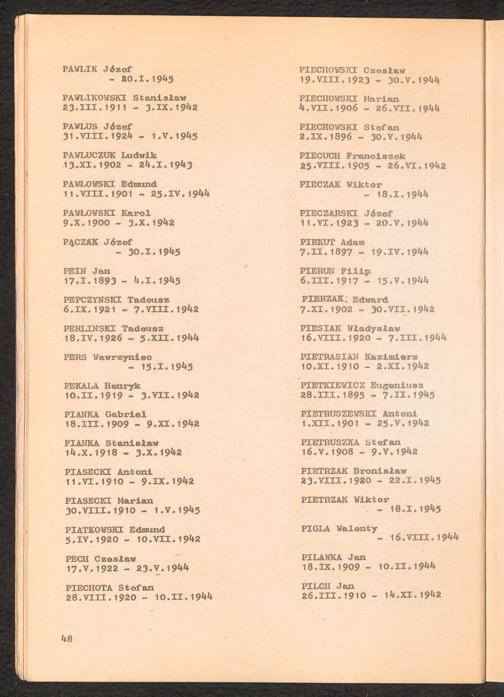 PAWLIK Józef
- 20.I.1945
PAWLIKOWSKI Stanisław
23.III.1911 - 3.IX.1942
PAWLUS Józef
31.VIII.1924 - 1.V.1945
PAWLUCZUK Ludwik
13.XI.1902 - 24.I.1943
PAWŁOWSKI Edmund
11.VIII.1901 - 25.IV.1944
PAWŁOWSKI Karol
9.X.1900 - 3.X.1942
PĄCZAK Józef
- 30.I.1945
PEIN Jan
17.I.1893 - 4.I.1945
PEPCZYNSKI Tadeusz
6.IX.1921 - 7.VIII.1942
PERLINSKI Tadeusz
18.IV.1926 - 5.XII.1944
PERS Wawrzyniec
- 15.I.1945
PEKALA Henryk
10.II.1919 - 3.VII.1942
PIANKA Gabriel
18.III.1909 - 9.XI.1942
PIANKA Stanisław
14.X.1918 - 3.X.1942
PIASECKI Antoni
11.VI.1910 - 9.IX.1942
PIASECKI Marian
30.VIII.1910 - 1.V.1945
PIATKOWSKI Edmund
5.IV.1920 - 10.VII.1942
PECH Czesław
17.V.1922 - 23.V.1944
PIECHOTA Stefan
28.VIII.1920 - 10.II.1944
48
PIECHOWSKI Czesław
19.VIII.1923 - 30.V.1944
PIECHOWSKI Marian
4.VII.1906 - 26.VII.1944
PIECHOWSKI Stefan
2.IX.1896 - 30.V.1944
PIECUCH Franciszek
25.VIII.1905 - 26.VI.1942
PIECZAK Wiktor
- 18.I.1944
PIECZARSKI Józef
11.VI.1923 - 20.V.1944
PIEKUT Adam
7.II.1897 - 19.IV.1944
PIERUN Filip
6.III.1917 - 15.V.1944
PIERZAK Edward
7.XI.1902 - 30.VII.1942
PIESIAK Władysław
16.VIII.1920 - 7.III.1944
PIETRASIAN Kazimierz
10.XI.1910 - 2.XI.1942
PIETKIEWICZ Eugeniusz
28.III.1895 - 7.II.1945
PIETRUSZEWSKI Antoni
1.XII.1901 - 25.V.1942
PIETRUSZKA Stefan
16.V.1908 - 9.V.1942
PIETRZAK Bronisław
23.VIII.1920 - 22.I.1945
PIETRZAK Wiktor
- 18.I.1945
PIGLA Walenty
- 16.VIII.1944
PIŁAWKA Jan
18.IX.1909 - 10.II.1944
PILCH Jan
26.III.1910 - 14.XI.1942